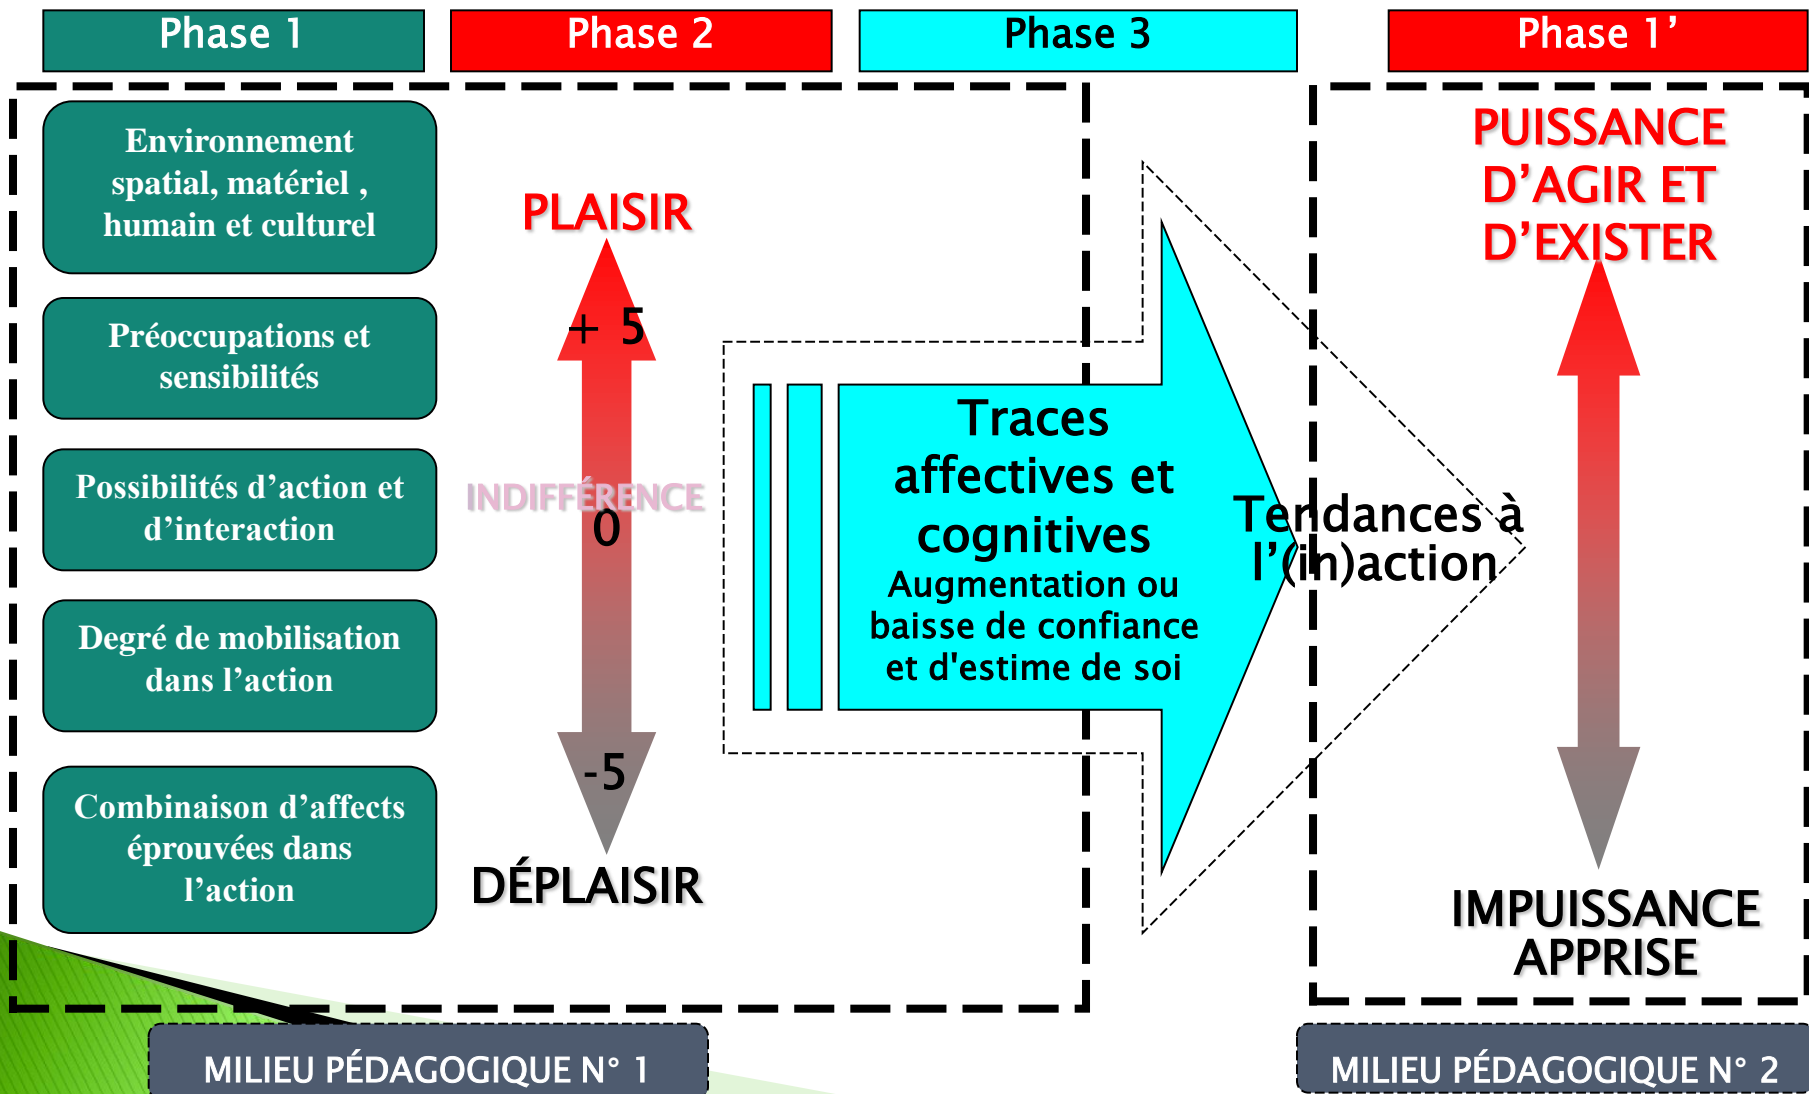 Phase 1
Phase 2
Phase 3
Phase 1’
Environnement
spatial, matériel ,
humain et culturel
Préoccupations et
sensibilités
Possibilités d’action et
d’interaction
Degré de mobilisation
dans l’action
Combinaison d’affects
éprouvées dans
l’action
PLAISIR
+ 5
INDIFFÉRENCE
0
-5
DÉPLAISIR
Traces
affectives et
cognitives
Augmentation ou
baisse de confiance
et d'estime de soi
Tendances à
l’(in)action
PUISSANCE
D’AGIR ET
D’EXISTER
IMPUISSANCE
APPRISE
MILIEU PÉDAGOGIQUE N° 1
MILIEU PÉDAGOGIQUE N° 2